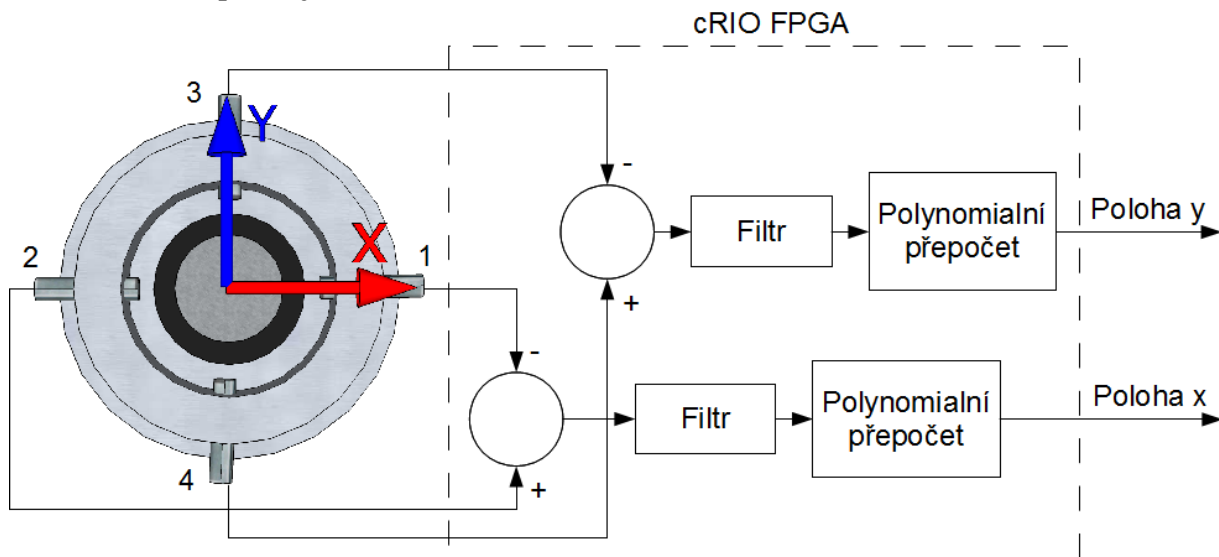 cRIO FPGA
3
Y
-
Filtr
Polynomialní
přepočet
Poloha y
2
X
1
+
-
Filtr
Polynomialní
přepočet
Poloha x
4
+